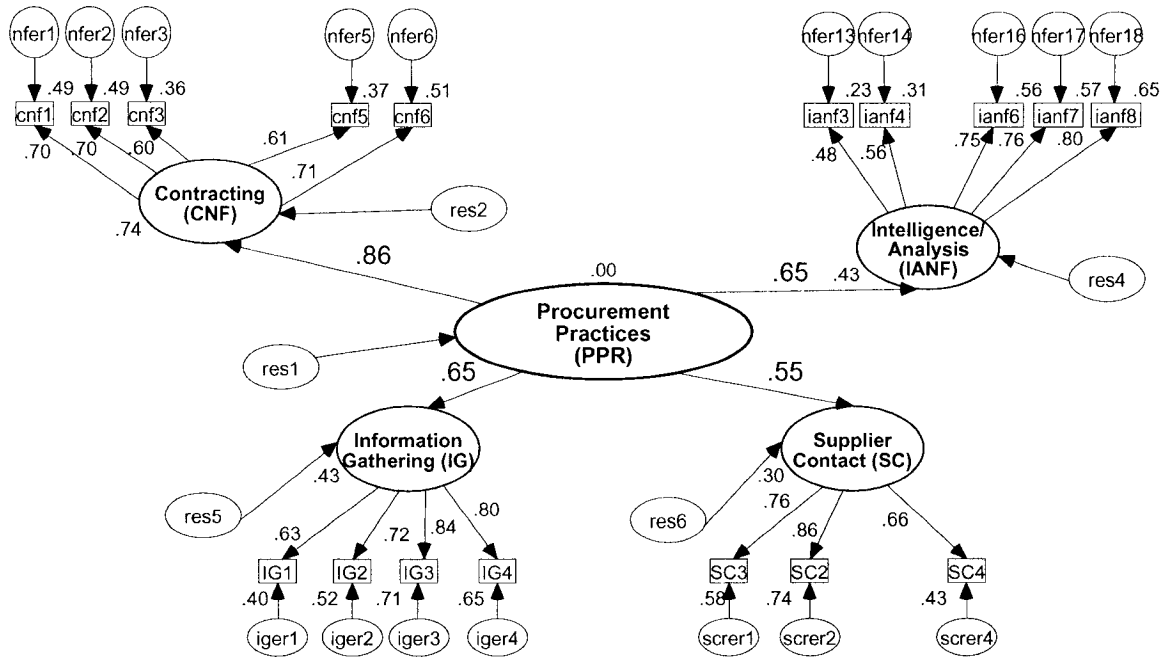 nfer1 nfer2 nfer3 nfer5 nfer6 nfer13 nfer14 nfer16 nfer17 nfer18
.49 .49 .36 .37 .51 .23 .31 .56 .57 .65
cnf1 cnf2 cnf3 cnf5 cnf6 ianf3 ianf4 ianf6 ianf7 ianf8
.70 .70 .60 .61 .71 .48 .56 .75 .76 .80
Contracting
(CNF)
.74
res2
Intelligence/
Analysis
(IANF)
res4
.86
.00
.65 .43
Procurement
Practices
(PPR)
res1
.65
.55
Information
Gathering (IG)
.43
res5
Supplier
Contact (SC)
.30
res6
.63 .72 .84 .80 .76 .86 .66
IG1 IG2 IG3 IG4 SC3 SC2 SC4
.40 .52 .71 .65 .58 .74 .43
iger1 iger2 iger3 iger4 screr1 screr2 screr4